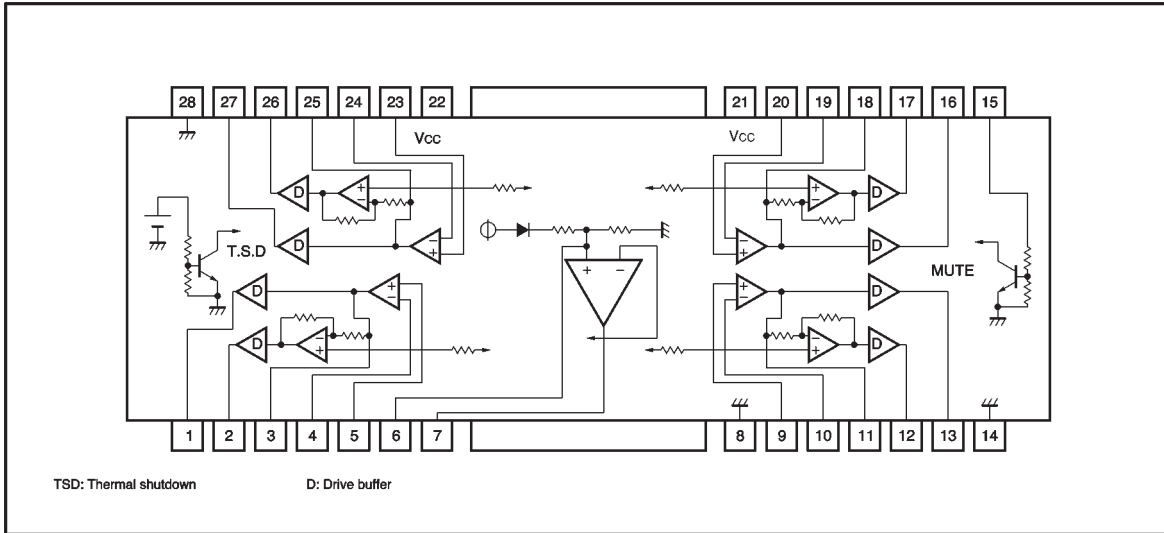 28 27 26 25 24 23 22 21 20 19 18 17 16 15
Vcc Vcc
D + − − + D
D − + + − D
T.S.D + − MUTE
D + − + − D
D − + − + D
1 2 3 4 5 6 7 8 9 10 11 12 13 14
TSD: Thermal shutdown D: Drive buffer